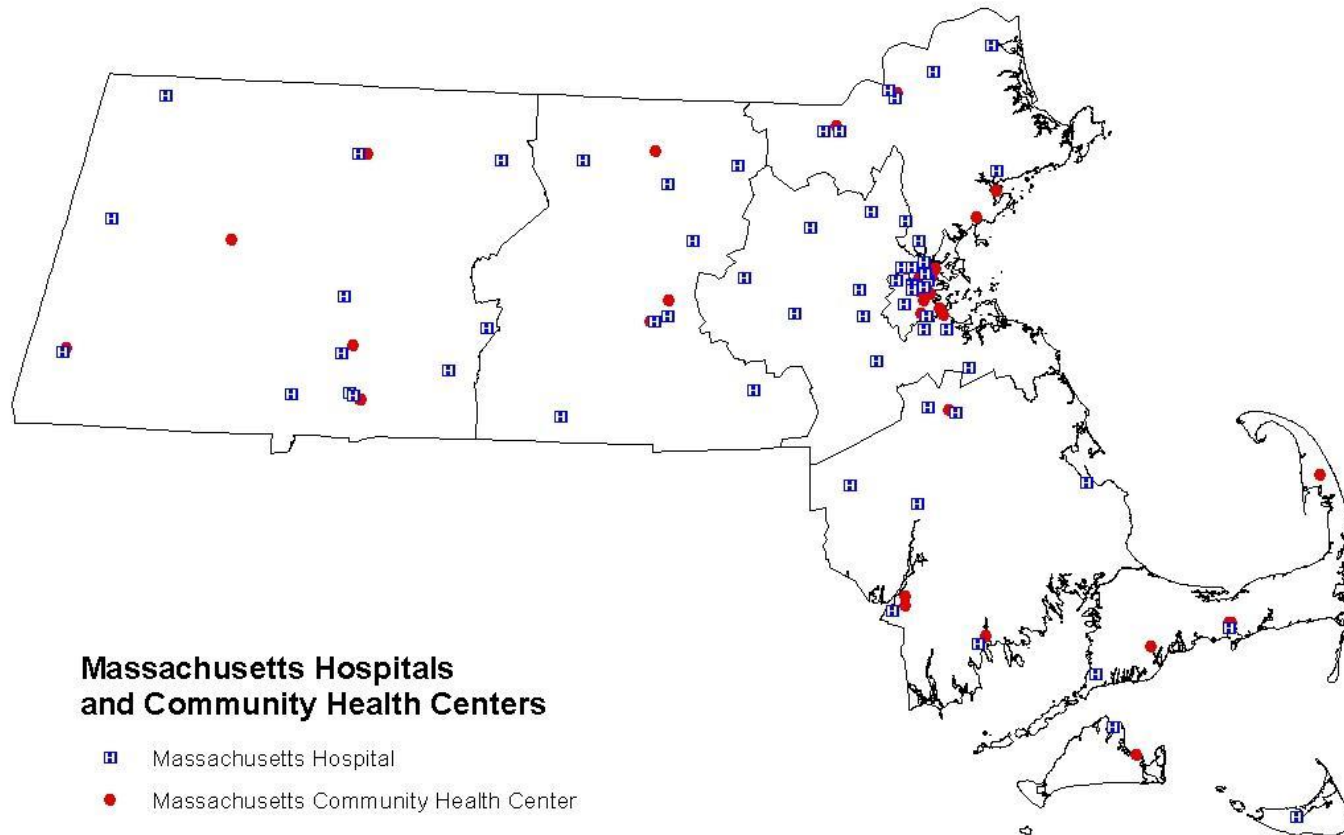 Massachusetts Hospitals
and Community Health Centers
H Massachusetts Hospital
Massachusetts Community Health Center